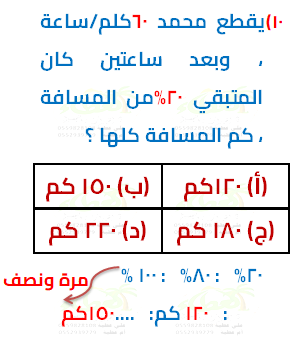 ١٠)يقطع محمد ٦٠كلم/ساعة
، وبعد ساعتين كان
المتبقي ٢٠%من المسافة
، كم المسافة كلها ؟
(أ) ١٢٠كم (ب) ١٥٠ كم
(ج) ١٨٠ كم (د) ٢٢٠ كم
٢٠% : ٨٠% : ١٠٠ % مرة ونصف
: ١٢٠ كم: ....١٥٠كم